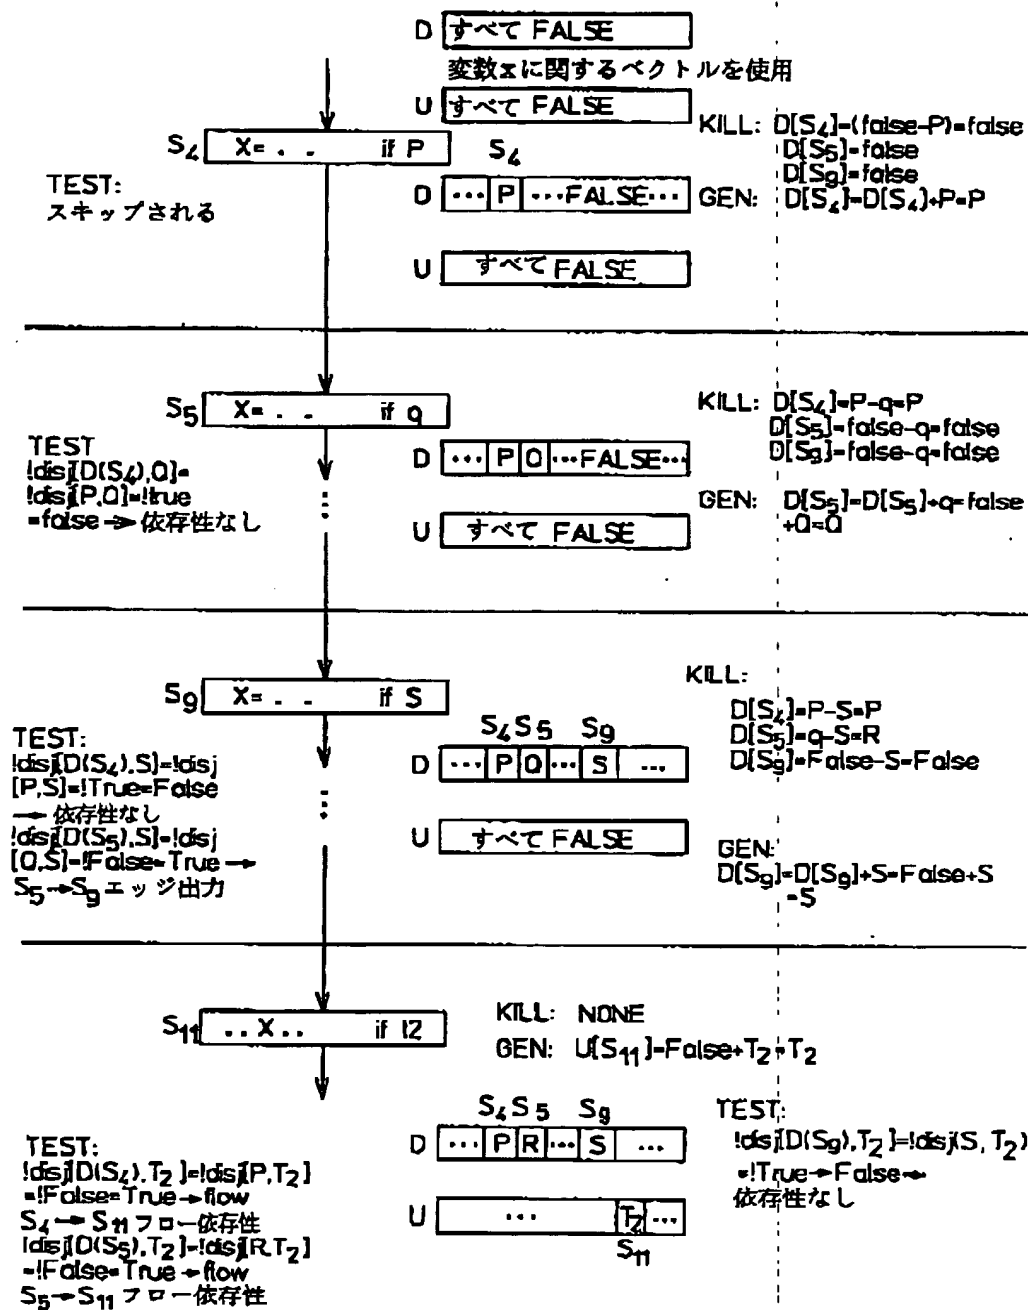 D すべて FALSE
変数xに関するベクトルを使用
U すべて FALSE
S4 X= . . if P
S4
KILL: D[S4]=(false-P)=false
D[S5]=false
D[S9]=false
TEST:
スキップされる
D ... P ...FALSE...
GEN: D[S4]=D[S4]+P=P
U すべて FALSE
S5 X= . . if q
KILL: D[S4]=P-q=P
D[S5]=false-q=false
D[S9]=false-q=false
TEST
!disj[D(S4),Q]=
!disj[P,Q]=!true
=false → 依存性なし
D ... P Q ...FALSE...
GEN: D[S5]=D[S5]+q=false
+Q=Q
U すべて FALSE
S9 X= . . if S
KILL:
D[S4]=P-S=P
D[S5]=q-S=R
D[S9]=False-S=False
TEST:
!disj[D(S4),S]=!disj
[P,S]=!True=False
→ 依存性なし
!disj[D(S5),S]=!disj
[Q,S]=!False=True →
S5→S9 エッジ出力
S4 S5 S9
D ... P Q ... S ...
U すべて FALSE
GEN:
D[S9]=D[S9]+S=False+S
=S
S11 ..X.. if 12
KILL: NONE
GEN: U[S11]=False+T2=T2
S4 S5 S9
D ... P R ... S ...
U ... T2 ...
S11
TEST:
!disj[D(S9),T2]=!disj(S, T2)
=!True→False→
依存性なし
TEST:
!disj[D(S4),T2]=!disj[P,T2]
=!False=True→flow
S4→S11 フロー依存性
!disj[D(S5),T2]=!disj[R,T2]
=!False=True→flow
S5→S11 フロー依存性